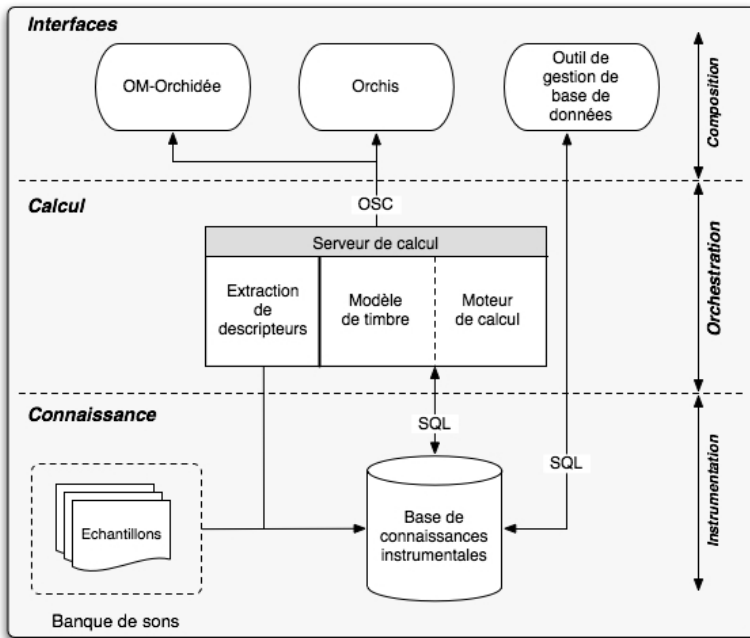 Interfaces
OM-Orchidée
Orchis
Outil de
gestion de
base de
données
Composition
OSC
Calcul
Serveur de calcul
Extraction
de
descripteurs
Modèle
de timbre
Moteur
de calcul
Orchestration
Connaissance
SQL
SQL
Echantillons
Base de
connaissances
instrumentales
Instrumentation
Banque de sons